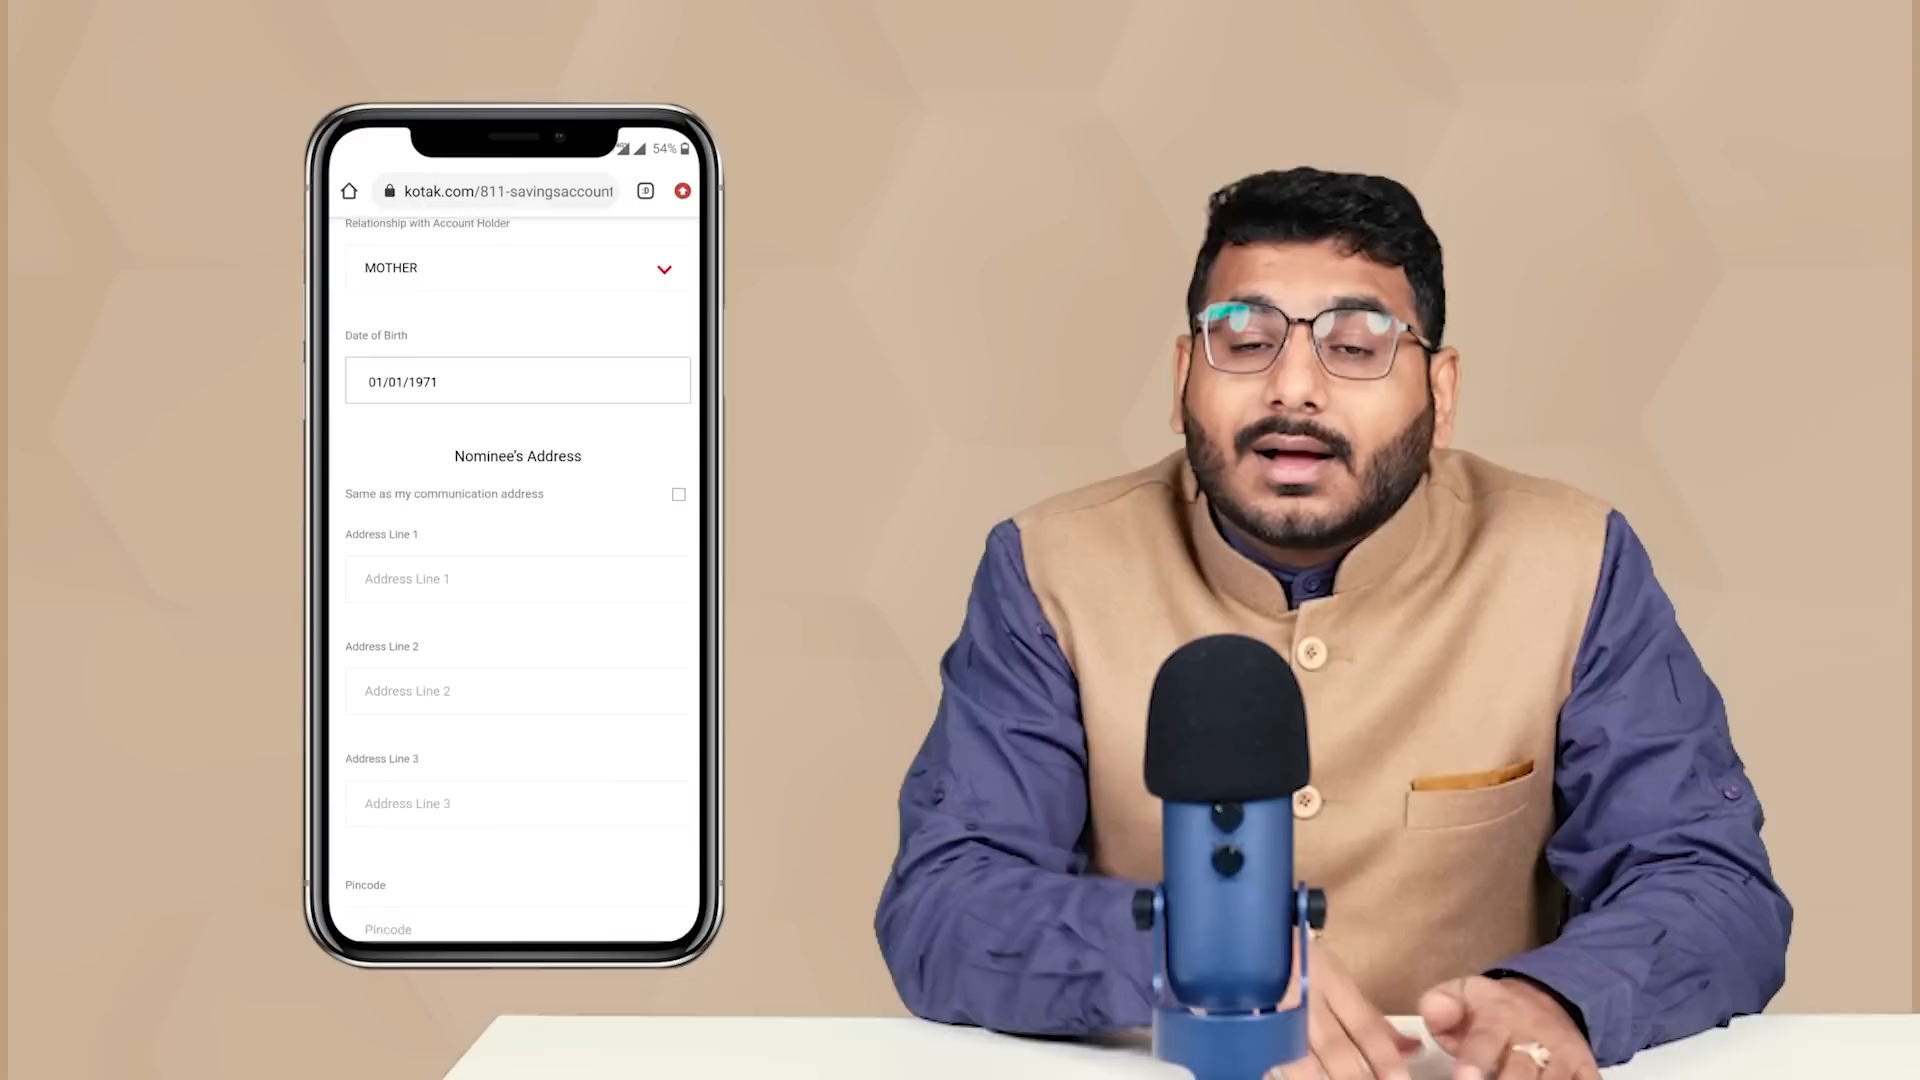 54%
kotak.com/811-savingsaccount
Relationship with Account Holder
MOTHER
Date of Birth
01/01/1971
Nominee's Address
Same as my communication address
Address Line 1
Address Line 1
Address Line 2
Address Line 2
Address Line 3
Address Line 3
Pincode
Pincode